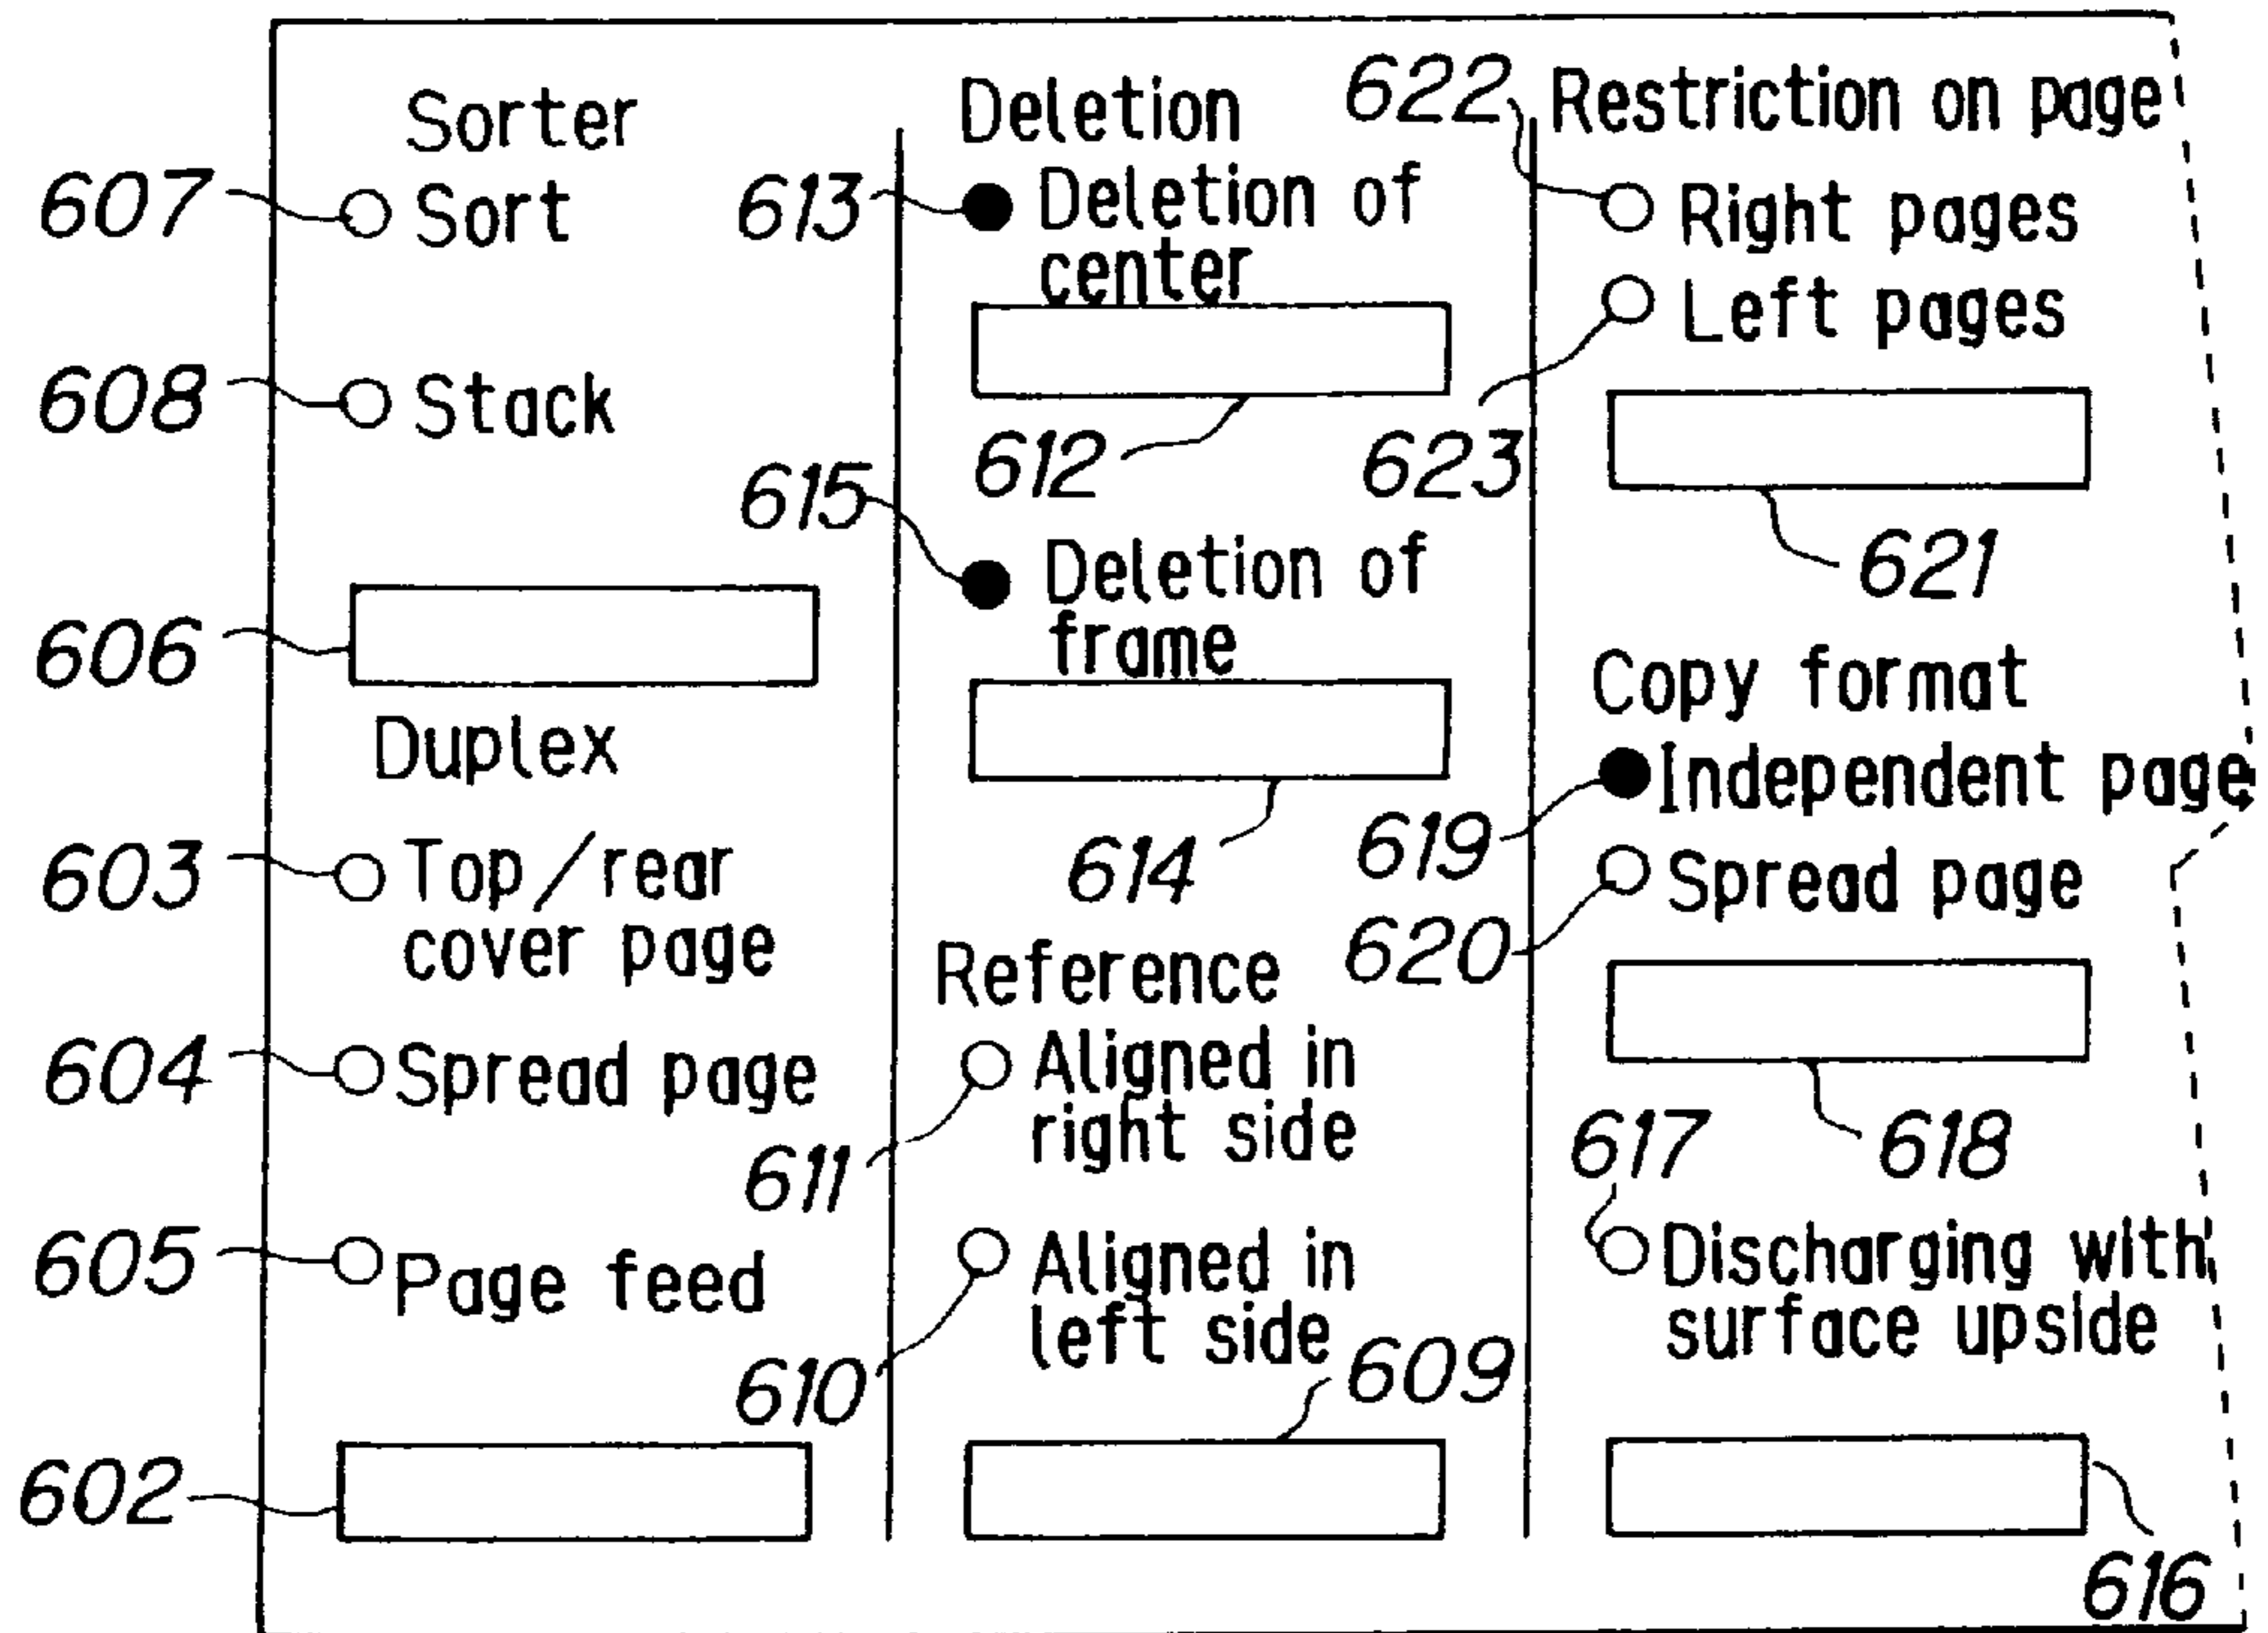 Sorter
607 Sort
608 Stack
606
Duplex
603 Top/rear
cover page
604 Spread page
605 Page feed
602
Deletion
613 Deletion of
center
612
615
Deletion of
frame
614
Reference
611 Aligned in
right side
610 Aligned in
left side
609
622 Restriction on page
Right pages
623 Left pages
621
Copy format
619 Independent page
620 Spread page
618
617
Discharging with
surface upside
616